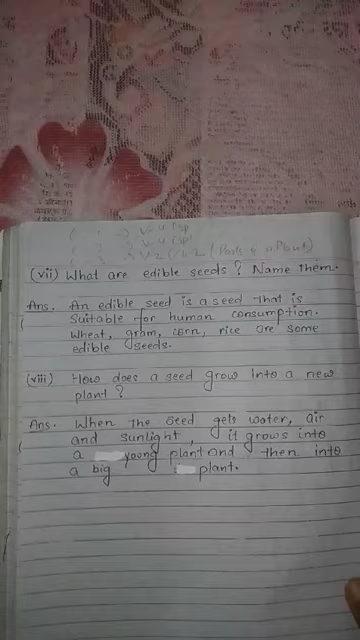 (vii) What are edible seeds? Name them.
Ans. An edible seed is a seed that is
suitable for human consumption.
Wheat, gram, corn, rice are some
edible seeds.
(viii) How does a seed grow into a new
plant?
Ans. When the seed gets water, air
and sunlight, it grows into
a young plant and then into
a big plant.